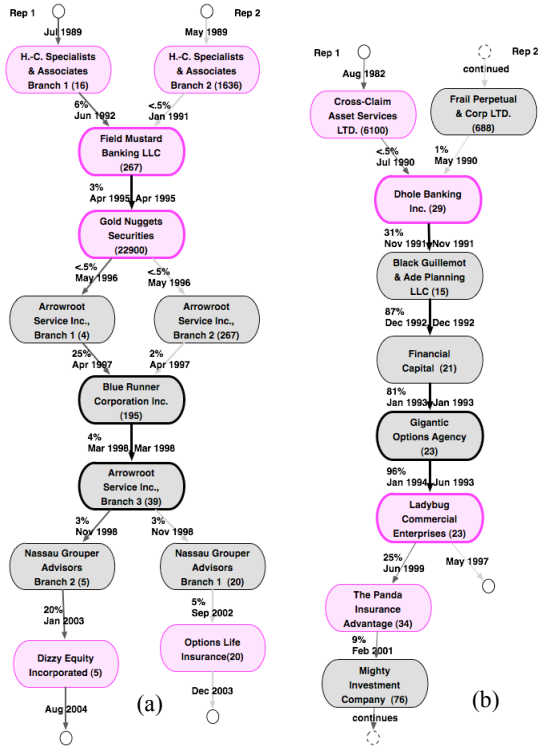 Rep 1
Rep 2
Jul 1989
May 1989
H.-C. Specialists
& Associates
Branch 1 (16)
H.-C. Specialists
& Associates
Branch 2 (1636)
6%
Jun 1992
<.5%
Jan 1991
Field Mustard
Banking LLC
(267)
3%
Apr 1995
Apr 1995
Gold Nuggets
Securities
(22900)
<.5%
May 1996
<.5%
May 1996
Arrowroot
Service Inc.,
Branch 1 (4)
Arrowroot
Service Inc.,
Branch 2 (267)
25%
Apr 1997
2%
Apr 1997
Blue Runner
Corporation Inc.
(195)
4%
Mar 1998
Mar 1998
Arrowroot
Service Inc.,
Branch 3 (39)
3%
Nov 1998
3%
Nov 1998
Nassau Grouper
Advisors
Branch 2 (5)
Nassau Grouper
Advisors
Branch 1 (20)
20%
Jan 2003
5%
Sep 2002
Dizzy Equity
Incorporated (5)
Options Life
Insurance(20)
Aug 2004
Dec 2003
(a)
Rep 1
Rep 2
Aug 1982
continued
Cross-Claim
Asset Services
LTD. (6100)
Frail Perpetual
& Corp LTD.
(688)
<.5%
Jul 1990
1%
May 1990
Dhole Banking
Inc. (29)
31%
Nov 1991
Nov 1991
Black Guillemot
& Ade Planning
LLC (15)
87%
Dec 1992
Dec 1992
Financial
Capital (21)
81%
Jan 1993
Jan 1993
Gigantic
Options Agency
(23)
96%
Jan 1994
Jun 1993
Ladybug
Commercial
Enterprises (23)
25%
Jun 1999
May 1997
The Panda
Insurance
Advantage (34)
9%
Feb 2001
Mighty
Investment
Company (76)
continues
(b)